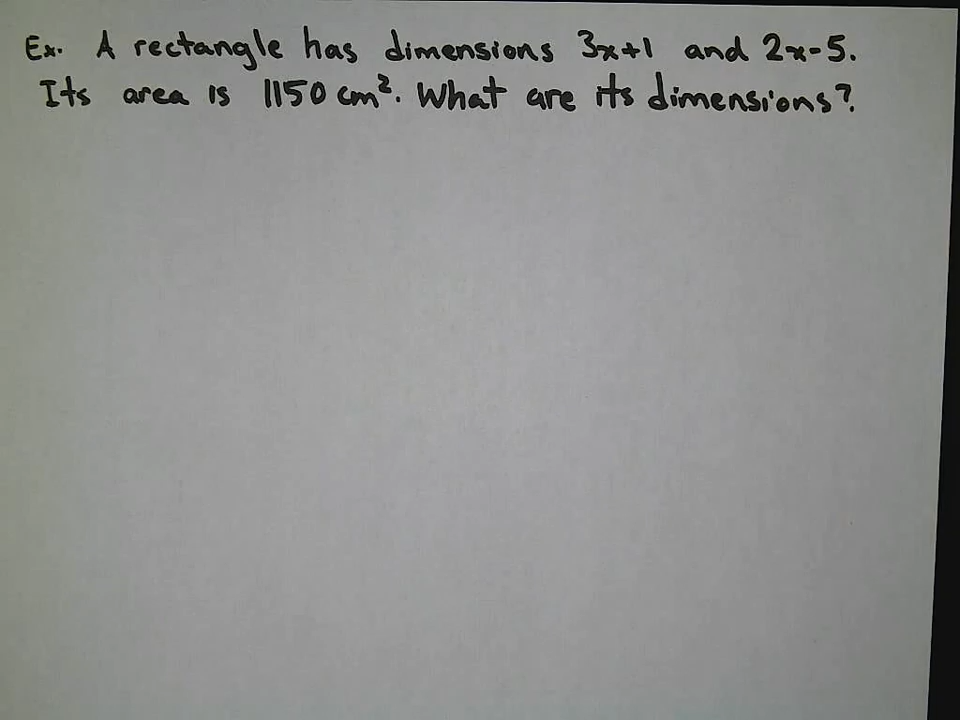 Ex. A rectangle has dimensions 3x+1 and 2x-5.
Its area is 1150 cm². What are its dimensions?